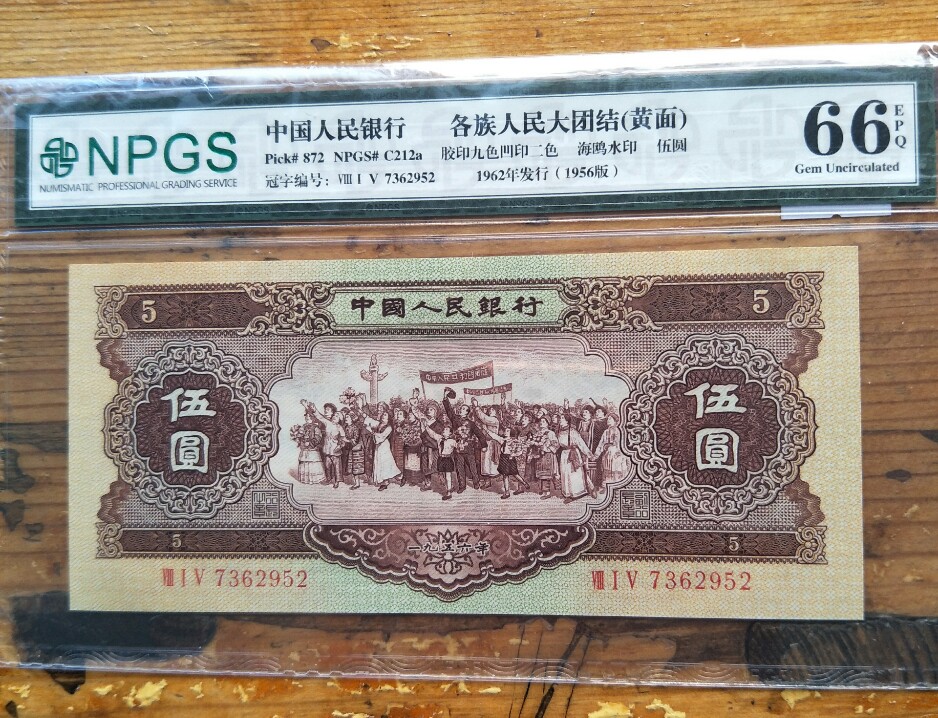 NPGS
NUMISMATIC PROFESSIONAL GRADING SERVICE
中国人民银行 各族人民大团结(黄面)
Pick# 872 NPGS# C212a 胶印九色凹印二色 海鸥水印 伍圆
冠字编号: Ⅷ I V 7362952 1962年发行(1956版)
66 EPQ
Gem Uncirculated
5 中國人民銀行 5
伍圓 伍圓
5 一九五六年 5
Ⅷ I V 7362952 Ⅷ I V 7362952